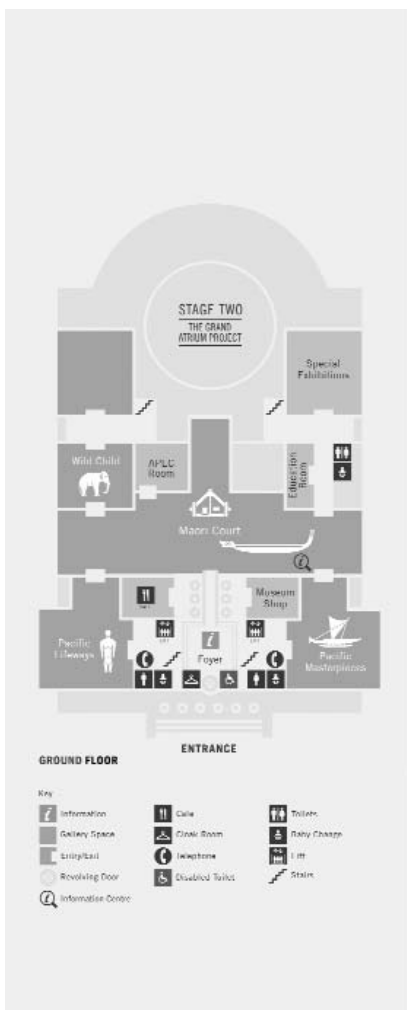 STAGE TWO
THE GRAND
ATRIUM PROJECT
Special
Exhibitions
Wild Child
APEC
Room
Education
Room
Maori Court
Museum
Shop
Pacific
Lifeways
Foyer
Pacific
Masterpieces
ENTRANCE
GROUND FLOOR
Key
Information
Gallery Space
Entry/Exit
Revolving Door
Information Centre
Cafe
Cloak Room
Telephone
Disabled Toilet
Toilets
Baby Change
Lift
Stairs